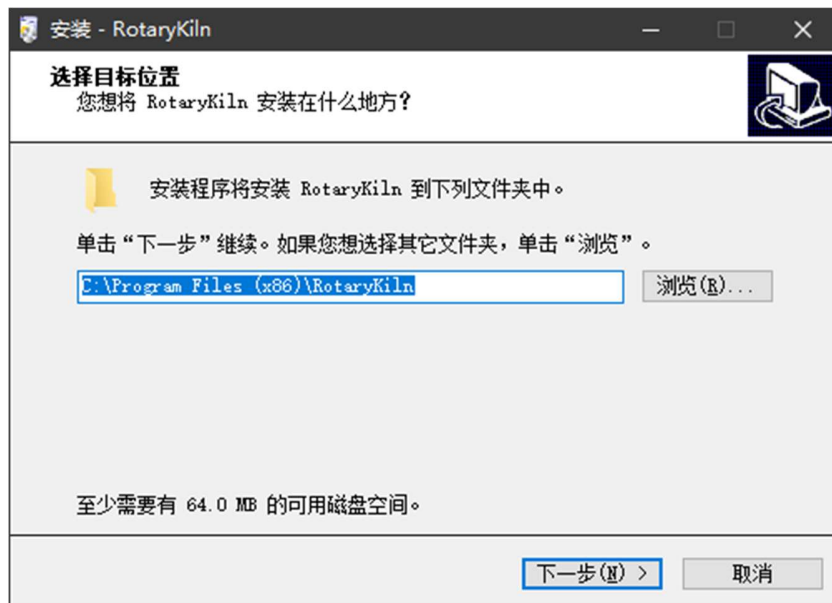 安装 - RotaryKiln
选择目标位置
您想将 RotaryKiln 安装在什么地方？
安装程序将安装 RotaryKiln 到下列文件夹中。
单击“下一步”继续。如果您想选择其它文件夹，单击“浏览”。
C:\Program Files (x86)\RotaryKiln
浏览(R)...
至少需要有 64.0 MB 的可用磁盘空间。
下一步(N) >
取消